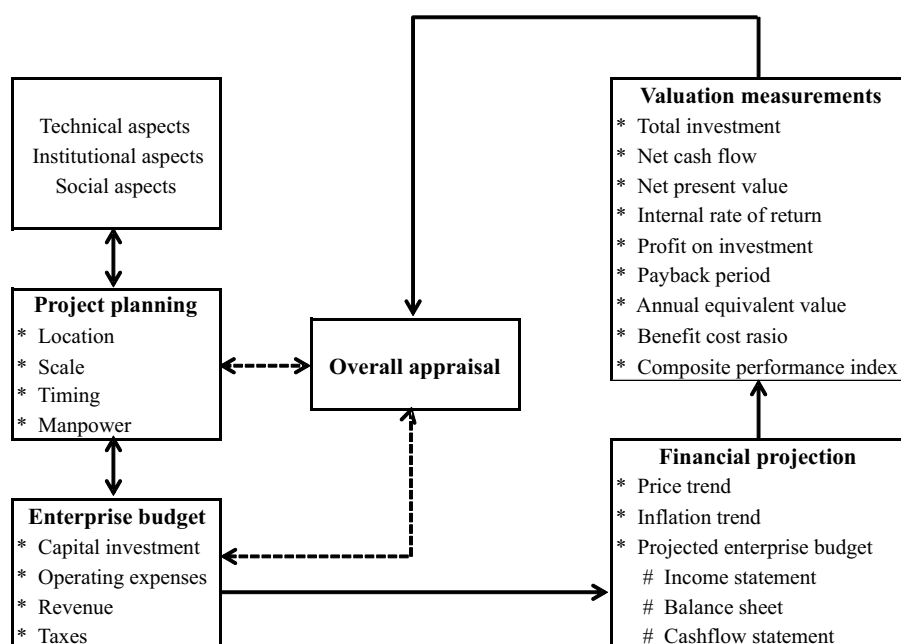 Technical aspects
Institutional aspects
Social aspects
Project planning
* Location
* Scale
* Timing
* Manpower
Enterprise budget
* Capital investment
* Operating expenses
* Revenue
* Taxes
Overall appraisal
Valuation measurements
* Total investment
* Net cash flow
* Net present value
* Internal rate of return
* Profit on investment
* Payback period
* Annual equivalent value
* Benefit cost rasio
* Composite performance index
Financial projection
* Price trend
* Inflation trend
* Projected enterprise budget
# Income statement
# Balance sheet
# Cashflow statement